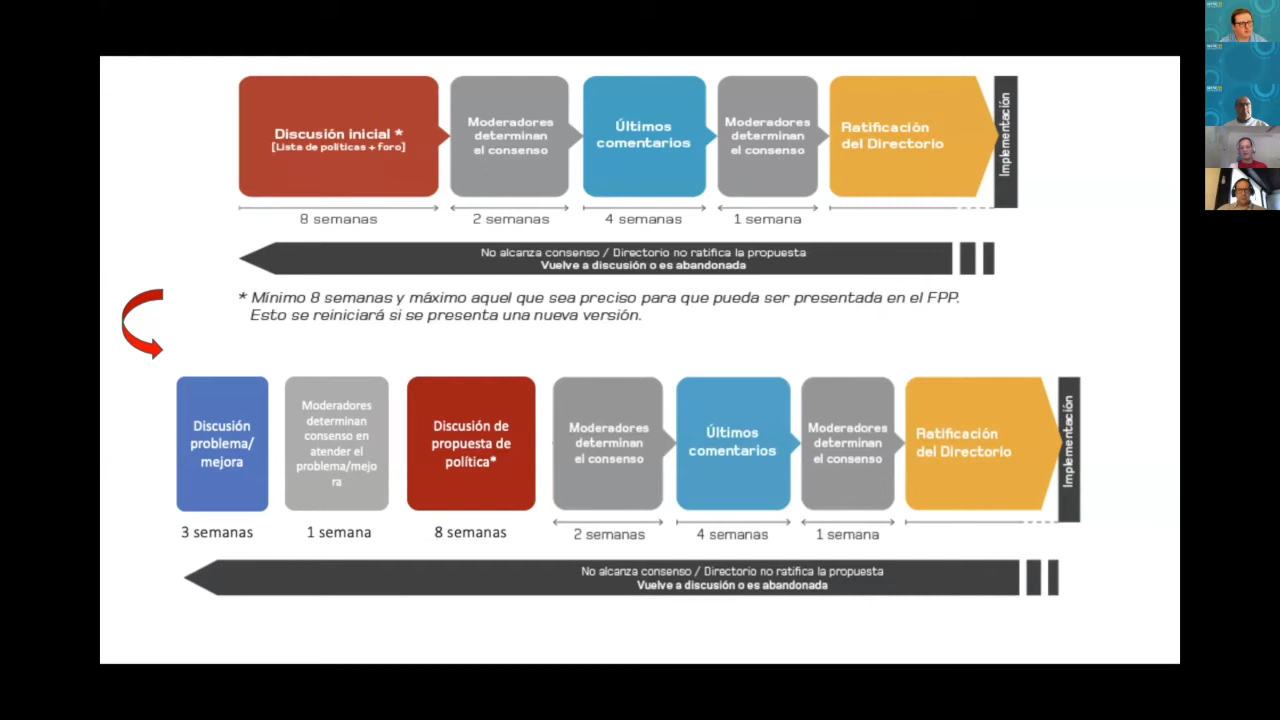 Discusión inicial *
[Lista de políticas + foro]
Moderadores
determinan
el consenso
Últimos
comentarios
Moderadores
determinan
el consenso
Ratificación
del Directorio
Implementación
8 semanas
2 semanas
4 semanas
1 semana
No alcanza consenso / Directorio no ratifica la propuesta
Vuelve a discusión o es abandonada
* Mínimo 8 semanas y máximo aquel que sea preciso para que pueda ser presentada en el FPP.
Esto se reiniciará si se presenta una nueva versión.
Discusión
problema/
mejora
Moderadores
determinan
consenso en
atender el
problema/mejo
ra
Discusión de
propuesta de
política*
Moderadores
determinan
el consenso
Últimos
comentarios
Moderadores
determinan
el consenso
Ratificación
del Directorio
Implementación
3 semanas
1 semana
8 semanas
2 semanas
4 semanas
1 semana
No alcanza consenso / Directorio no ratifica la propuesta
Vuelve a discusión o es abandonada